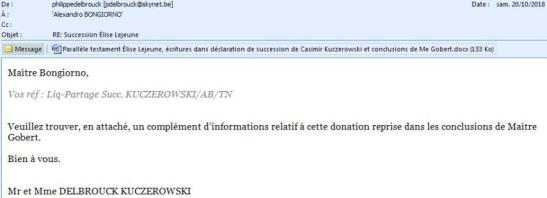 De : philippedelbrouck [pdelbrouck@skynet.be] Date : sam. 20/10/2018
À : 'Alexandro BONGIORNO'
Cc :
Objet : RE: Succession Élise Lejeune
Message Parallèle testament Élise Lejeune, écritures dans déclaration de succession de Casimir Kuczerowski et conclusions de Me Gobert.docx (133 Ko)
Maître Bongiorno,
Vos réf : Liq-Partage Succ. KUCZEROWSKI/AB/TN
Veuillez trouver, en attaché, un complément d'informations relatif à cette donation reprise dans les conclusions de Maître
Gobert.
Bien à vous.
Mr et Mme DELBROUCK KUCZEROWSKI